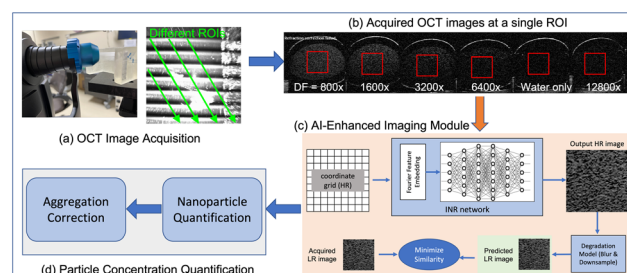 (b) Acquired OCT images at a single ROI
Different ROIs
DF = 800x
1600x
3200x
6400x
Water only
12800x
(a) OCT Image Acquisition
(c) AI-Enhanced Imaging Module
Output HR image
coordinate
grid (HR)
Fourier Feature
Embedding
INR network
Aggregation
Correction
Nanoparticle
Quantification
Acquired
LR image
Minimize
Similarity
Predicted
LR image
Degradation
Model (Blur &
Downsample)
(d) Particle Concentration Quantification